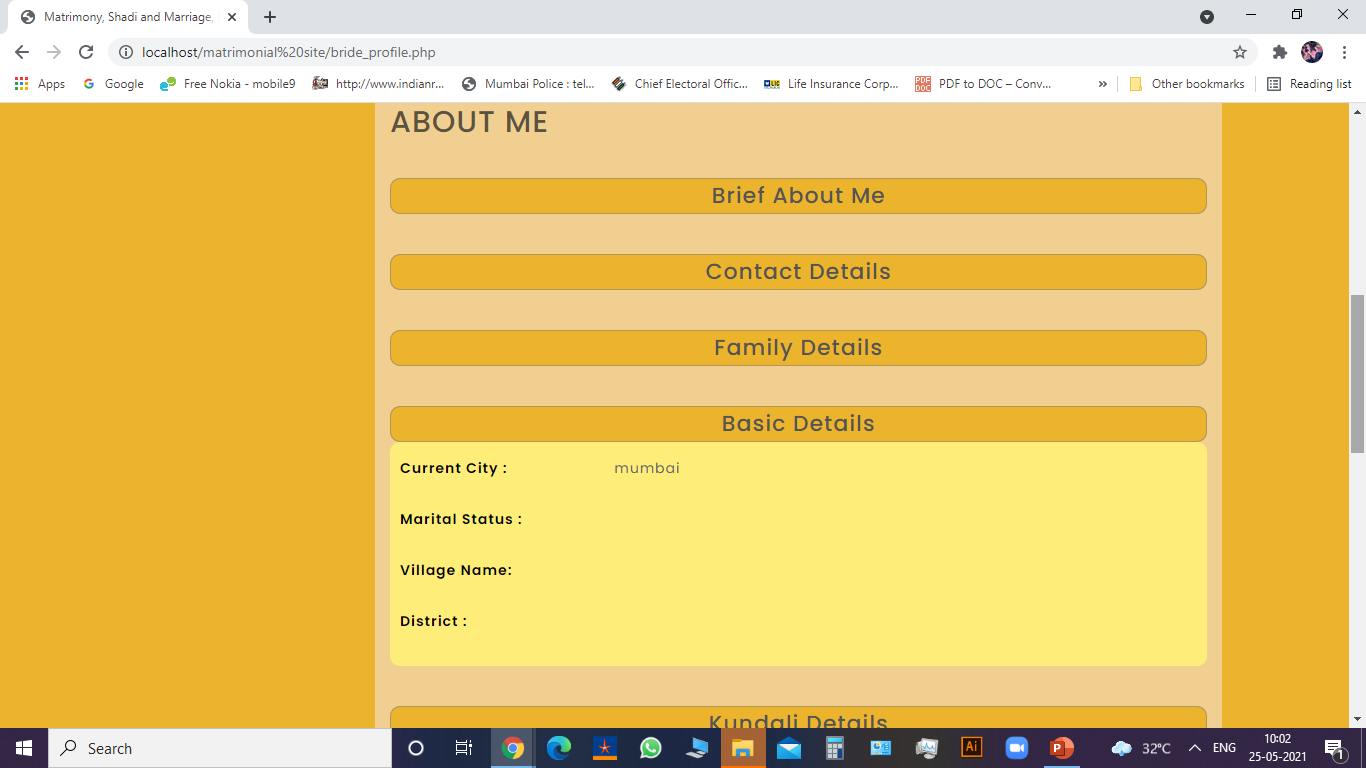 Matrimony, Shadi and Marriage,
localhost/matrimonial%20site/bride_profile.php
Apps Google Free Nokia - mobile9 http://www.indianr... Mumbai Police : tel... Chief Electoral Offic... Life Insurance Corp... PDF to DOC – Conv... » Other bookmarks Reading list
ABOUT ME
Brief About Me
Contact Details
Family Details
Basic Details
Current City : mumbai
Marital Status :
Village Name:
District :
Kundali Details
Search
32°C ENG 10:02
25-05-2021
1